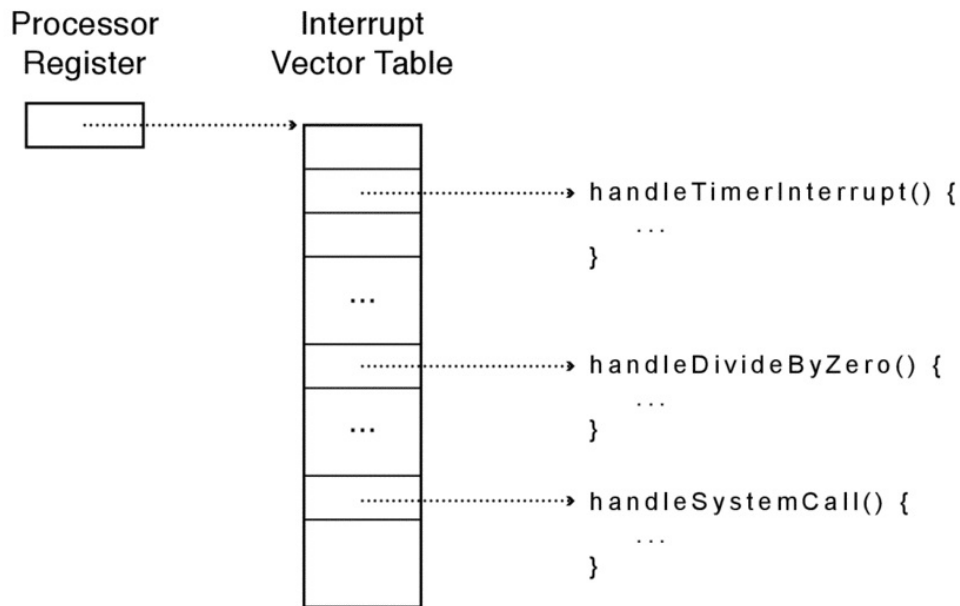 Processor
Register
Interrupt
Vector Table
handleTimerInterrupt() {
...
}
...
handleDivideByZero() {
...
}
...
handleSystemCall() {
...
}